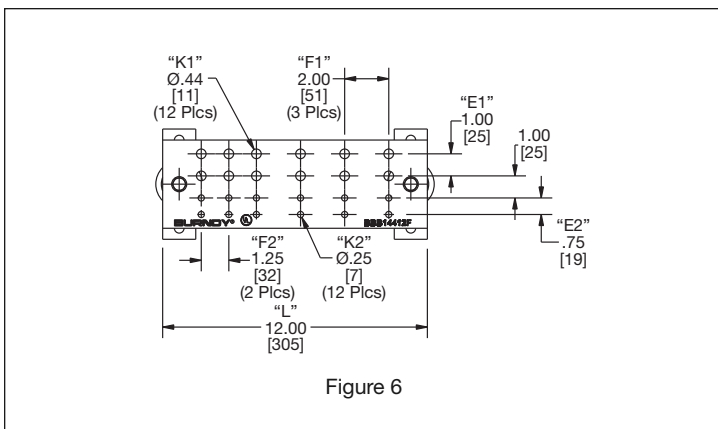 “K1”
Ø.44
[11]
(12 Plcs)
“F1”
2.00
[51]
(3 Plcs)
“E1”
1.00
[25]
1.00
[25]
BURNDY®
UL
BBB14412F
“E2”
.75
[19]
“F2”
1.25
[32]
(2 Plcs)
“K2”
Ø.25
[7]
(12 Plcs)
“L”
12.00
[305]
Figure 6